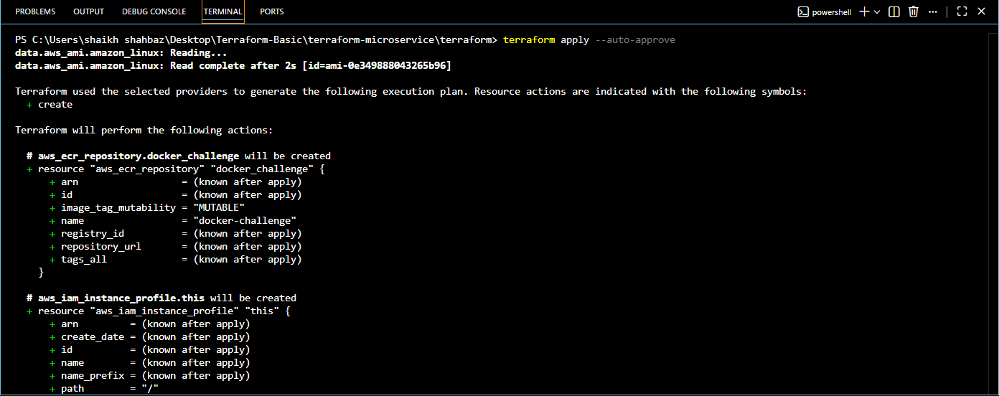 PROBLEMS OUTPUT DEBUG CONSOLE TERMINAL PORTS powershell
PS C:\Users\shaikh shahbaz\Desktop\Terraform-Basic\terraform-microservice\terraform> terraform apply --auto-approve
data.aws_ami.amazon_linux: Reading...
data.aws_ami.amazon_linux: Read complete after 2s [id=ami-0e349888043265b96]
Terraform used the selected providers to generate the following execution plan. Resource actions are indicated with the following symbols:
+ create
Terraform will perform the following actions:
# aws_ecr_repository.docker_challenge will be created
+ resource "aws_ecr_repository" "docker_challenge" {
+ arn = (known after apply)
+ id = (known after apply)
+ image_tag_mutability = "MUTABLE"
+ name = "docker-challenge"
+ registry_id = (known after apply)
+ repository_url = (known after apply)
+ tags_all = (known after apply)
}
# aws_iam_instance_profile.this will be created
+ resource "aws_iam_instance_profile" "this" {
+ arn = (known after apply)
+ create_date = (known after apply)
+ id = (known after apply)
+ name = (known after apply)
+ name_prefix = (known after apply)
+ path = "/"